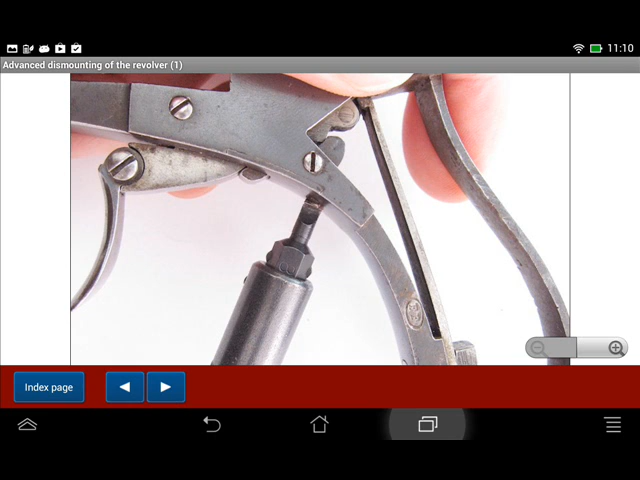 11:10
Advanced dismounting of the revolver (1)
Index page